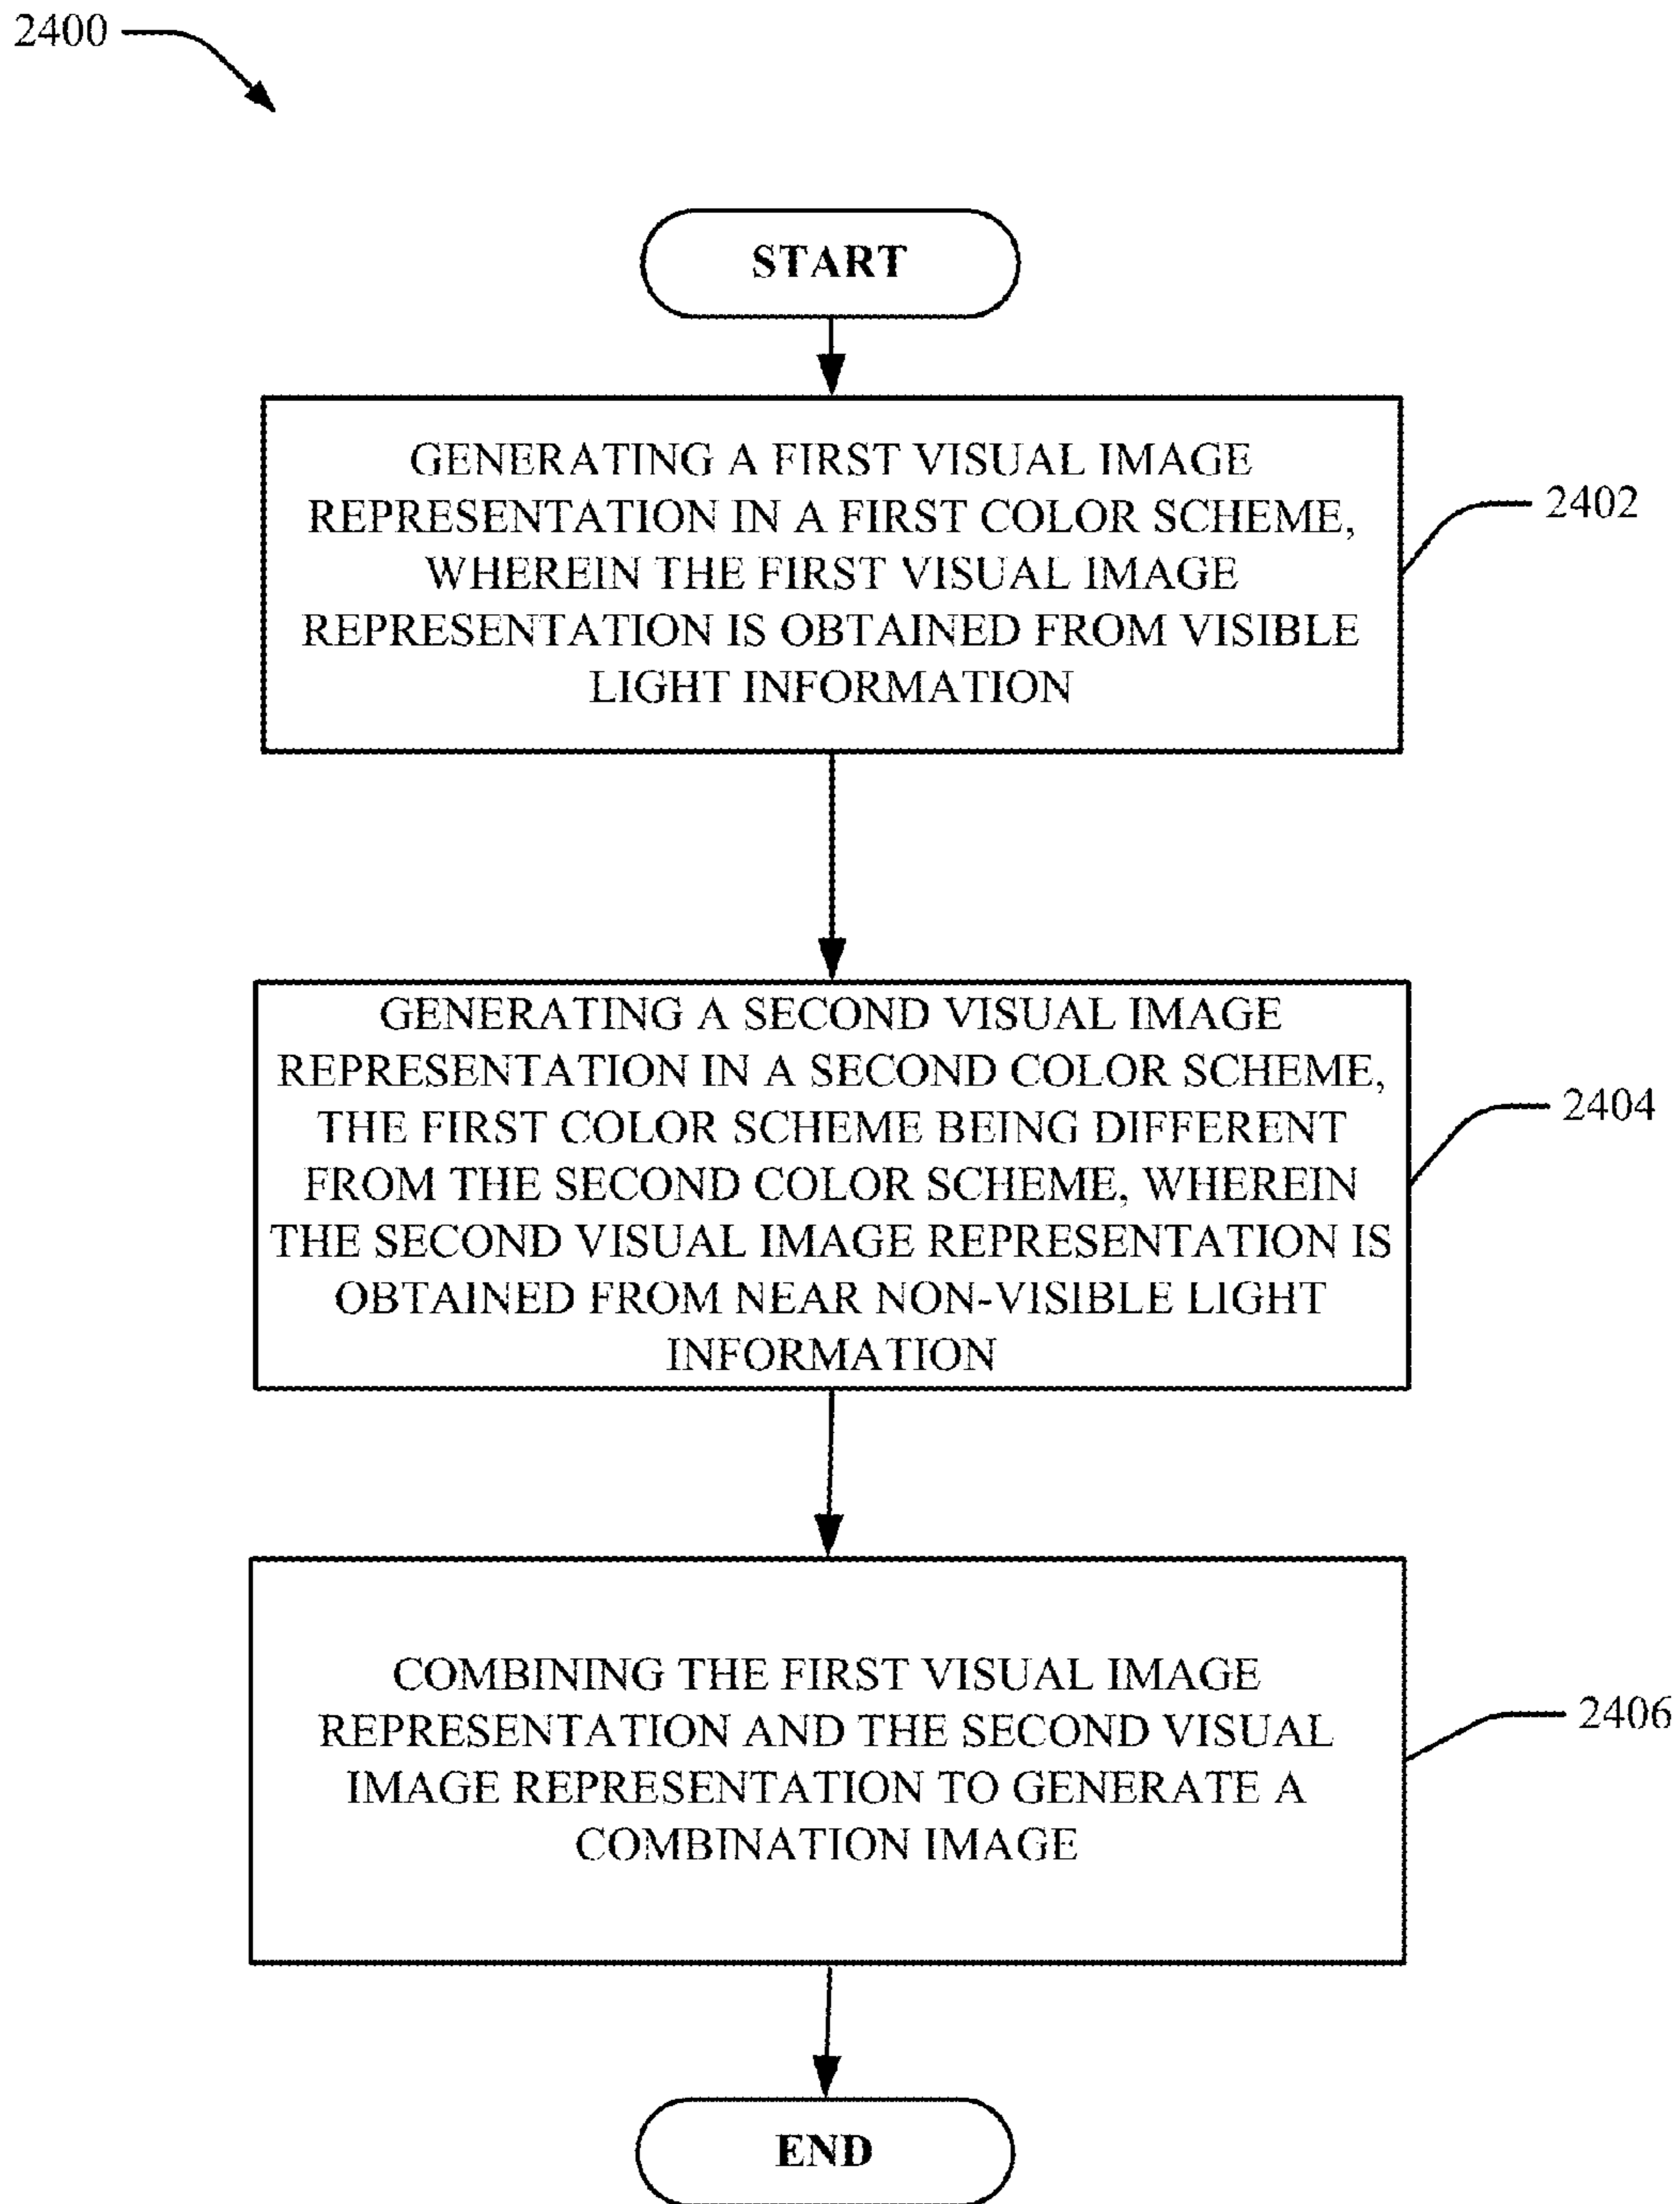 2400
START
GENERATING A FIRST VISUAL IMAGE
REPRESENTATION IN A FIRST COLOR SCHEME,
WHEREIN THE FIRST VISUAL IMAGE
REPRESENTATION IS OBTAINED FROM VISIBLE
LIGHT INFORMATION
2402
GENERATING A SECOND VISUAL IMAGE
REPRESENTATION IN A SECOND COLOR SCHEME,
THE FIRST COLOR SCHEME BEING DIFFERENT
FROM THE SECOND COLOR SCHEME, WHEREIN
THE SECOND VISUAL IMAGE REPRESENTATION IS
OBTAINED FROM NEAR NON-VISIBLE LIGHT
INFORMATION
2404
COMBINING THE FIRST VISUAL IMAGE
REPRESENTATION AND THE SECOND VISUAL
IMAGE REPRESENTATION TO GENERATE A
COMBINATION IMAGE
2406
END